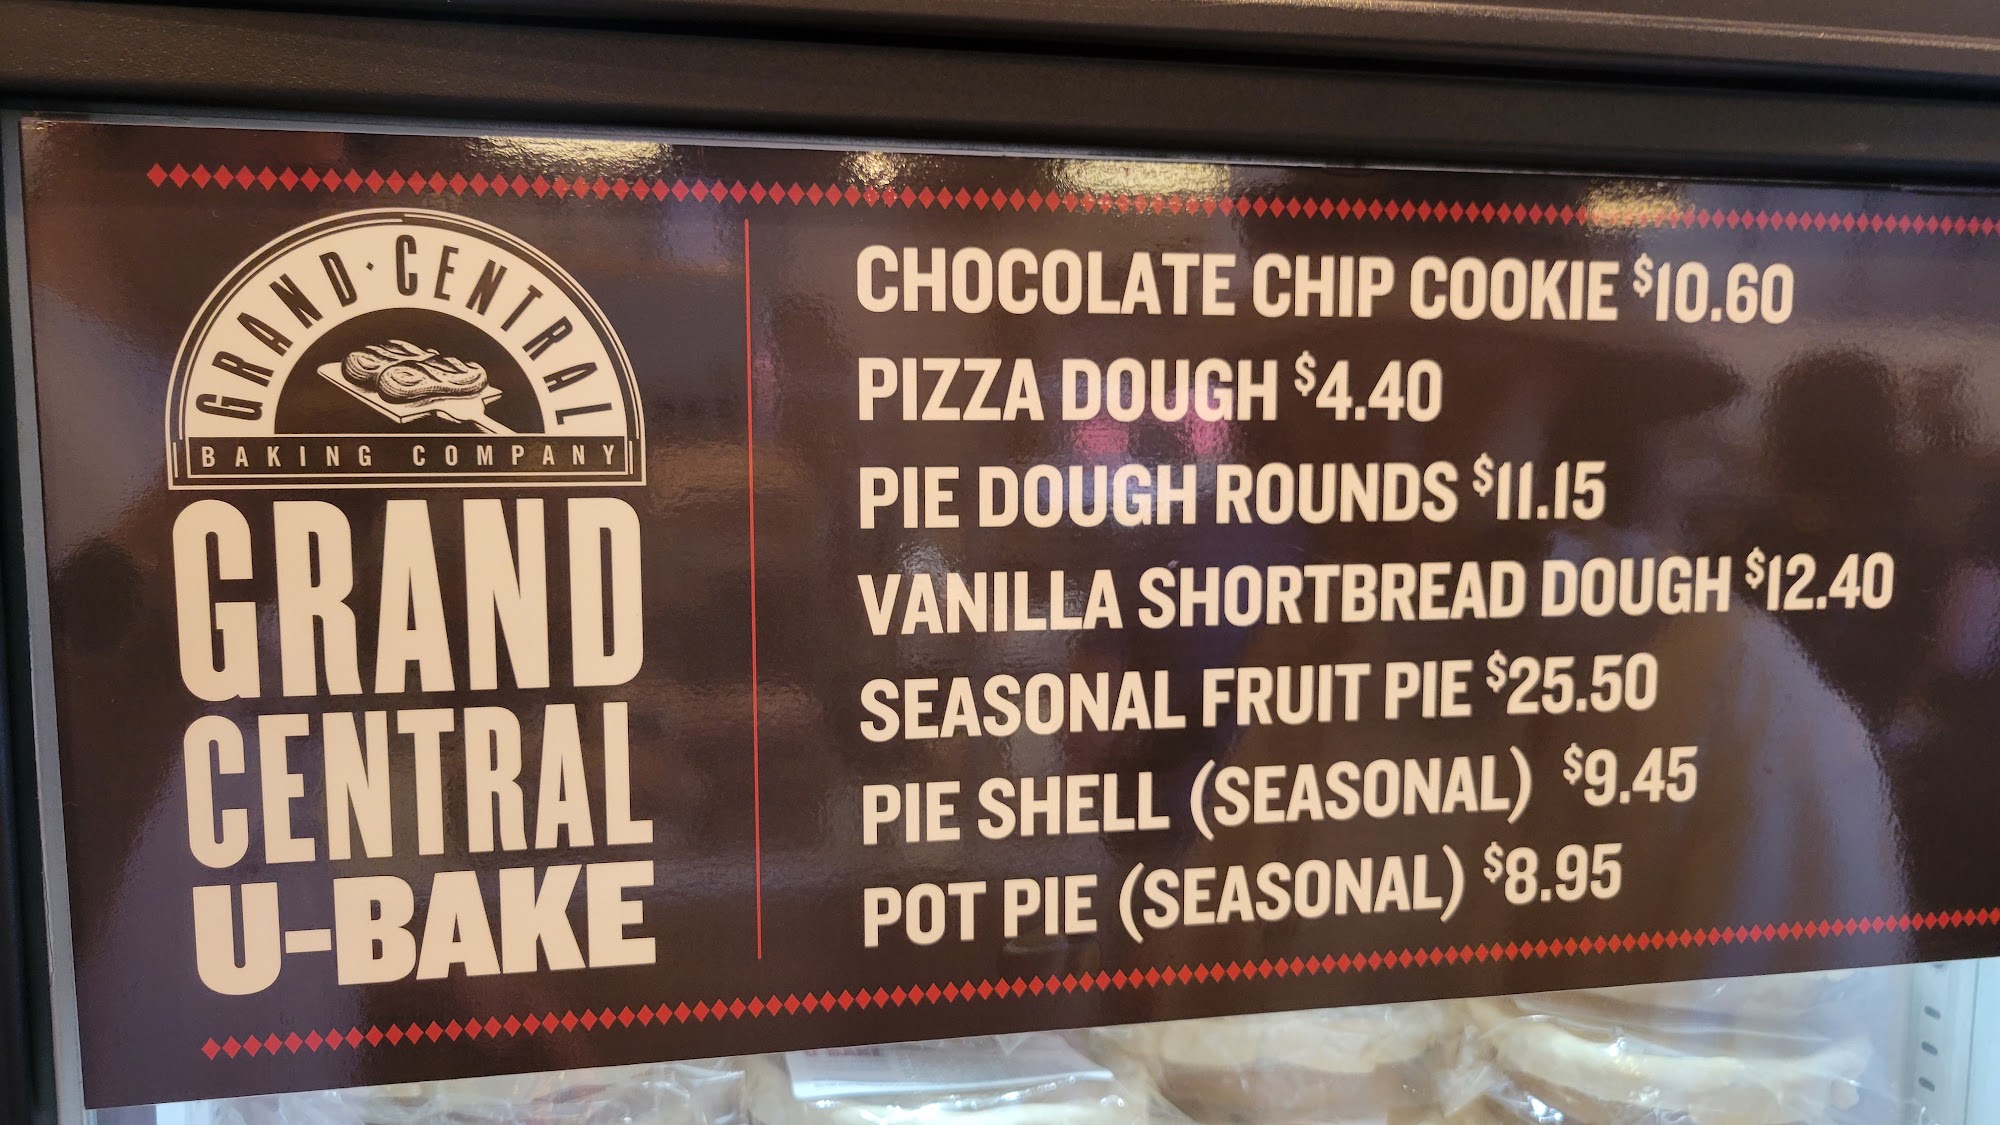 GRAND·CENTRAL
BAKING COMPANY
GRAND
CENTRAL
U-BAKE
CHOCOLATE CHIP COOKIE $10.60
PIZZA DOUGH $4.40
PIE DOUGH ROUNDS $11.15
VANILLA SHORTBREAD DOUGH $12.40
SEASONAL FRUIT PIE $25.50
PIE SHELL (SEASONAL) $9.45
POT PIE (SEASONAL) $8.95